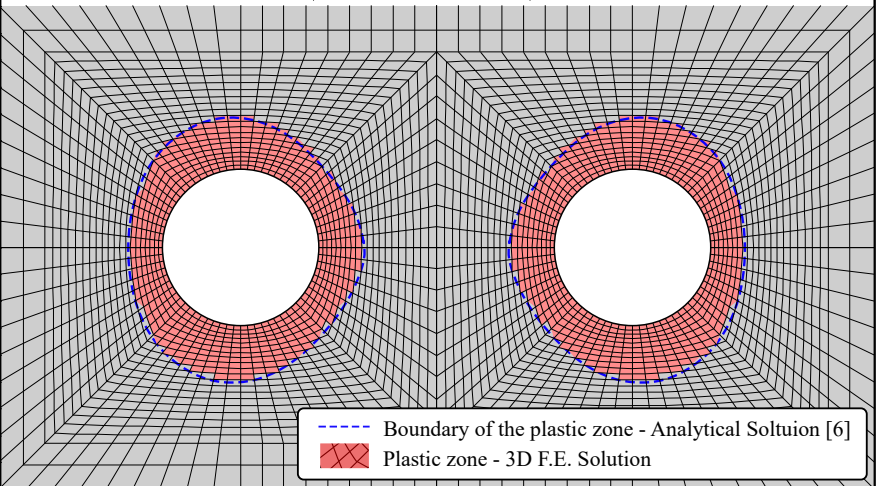 Boundary of the plastic zone - Analytical Soltuion [6]
Plastic zone - 3D F.E. Solution